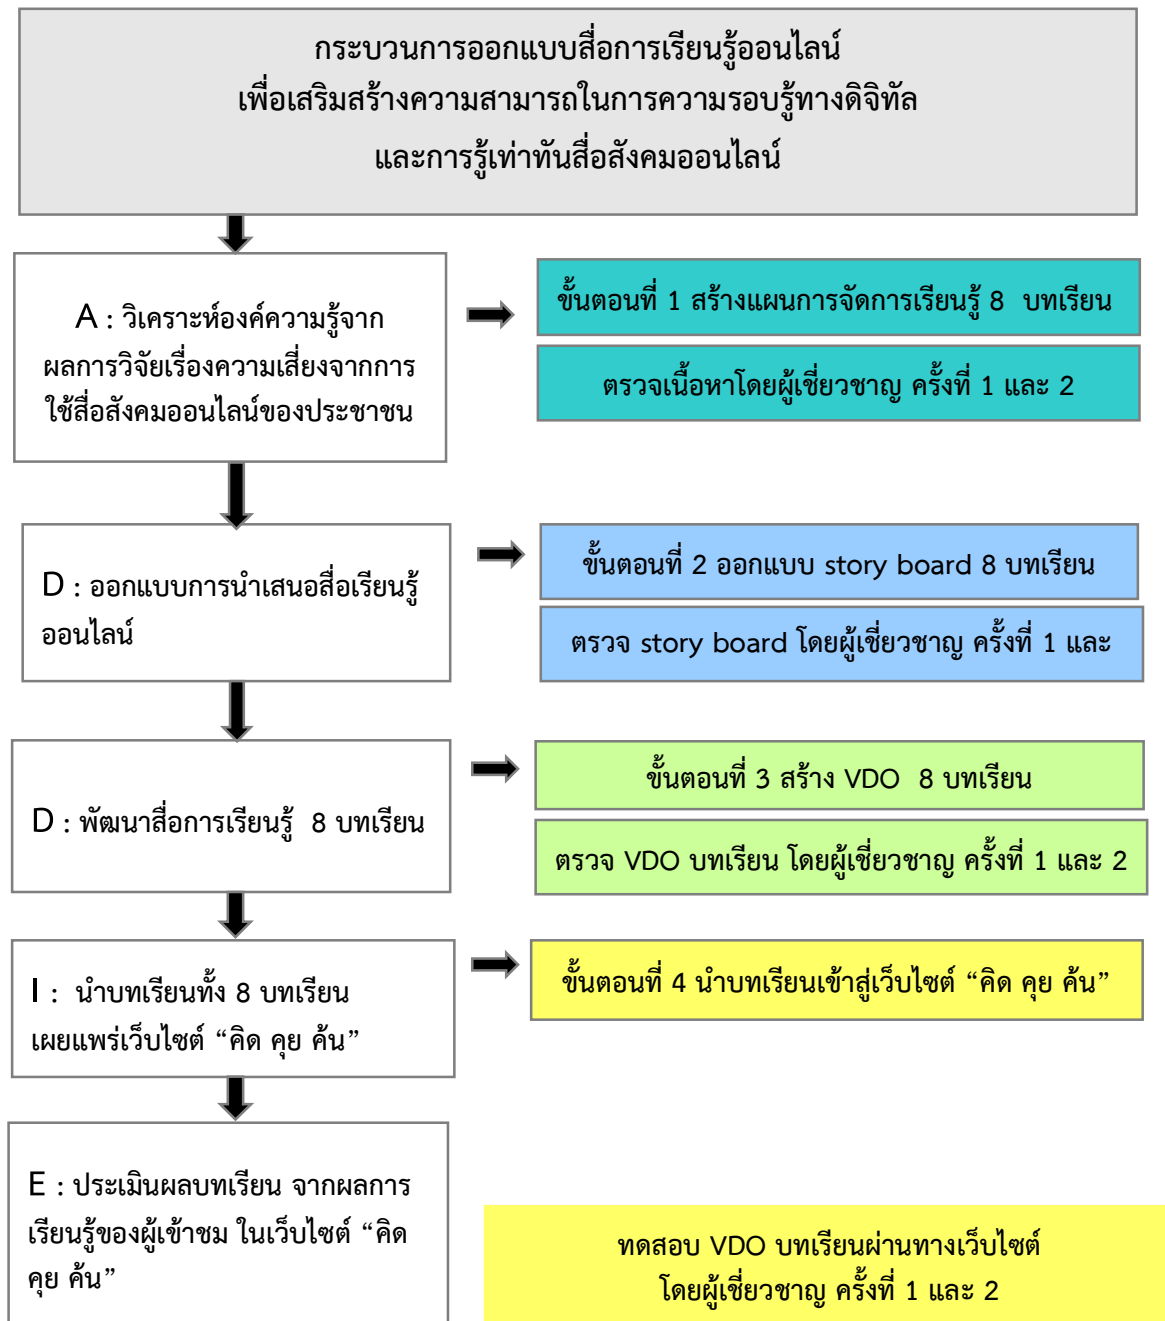 กระบวนการออกแบบสื่อการเรียนรู้ออนไลน์
เพื่อเสริมสร้างความสามารถในการความรอบรู้ทางดิจิทัล
และการรู้เท่าทันสื่อสังคมออนไลน์
A : วิเคราะห์องค์ความรู้จาก
ผลการวิจัยเรื่องความเสี่ยงจากการ
ใช้สื่อสังคมออนไลน์ของประชาชน
ขั้นตอนที่ 1 สร้างแผนการจัดการเรียนรู้ 8 บทเรียน
ตรวจเนื้อหาโดยผู้เชี่ยวชาญ ครั้งที่ 1 และ 2
D : ออกแบบการนำเสนอสื่อเรียนรู้
ออนไลน์
ขั้นตอนที่ 2 ออกแบบ story board 8 บทเรียน
ตรวจ story board โดยผู้เชี่ยวชาญ ครั้งที่ 1 และ
D : พัฒนาสื่อการเรียนรู้ 8 บทเรียน
ขั้นตอนที่ 3 สร้าง VDO 8 บทเรียน
ตรวจ VDO บทเรียน โดยผู้เชี่ยวชาญ ครั้งที่ 1 และ 2
I : นำบทเรียนทั้ง 8 บทเรียน
เผยแพร่เว็บไซต์ “คิด คุย ค้น”
ขั้นตอนที่ 4 นำบทเรียนเข้าสู่เว็บไซต์ “คิด คุย ค้น”
E : ประเมินผลบทเรียน จากผลการ
เรียนรู้ของผู้เข้าชม ในเว็บไซต์ “คิด
คุย ค้น”
ทดสอบ VDO บทเรียนผ่านทางเว็บไซต์
โดยผู้เชี่ยวชาญ ครั้งที่ 1 และ 2